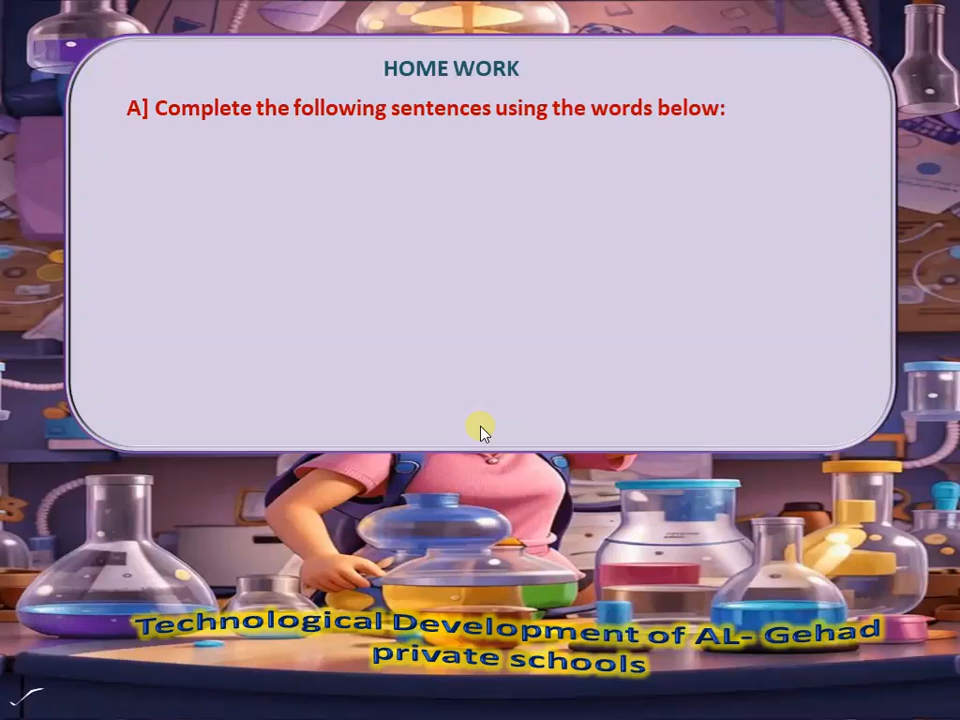 HOME WORK
A] Complete the following sentences using the words below:
Technological Development of AL- Gehad
private schools